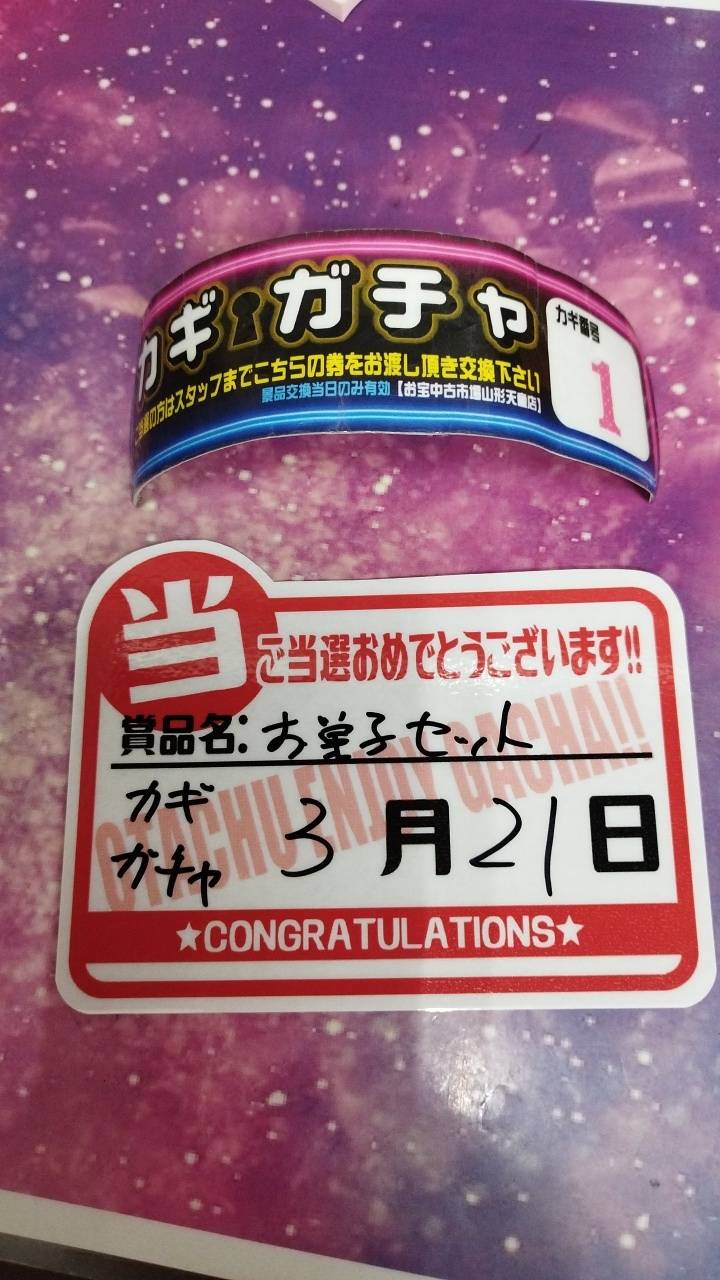 カギガチャ
カギ番号
1
ご当選の方はスタッフまでこちらの券をお渡し頂き交換下さい
景品交換当日のみ有効【お宝中古市場山形天童店】
当
ご当選おめでとうございます!!
賞品名:お菓子セット
カギ
ガチャ
3月21日
OTACHU ENJOY GACHA!!
★CONGRATULATIONS★